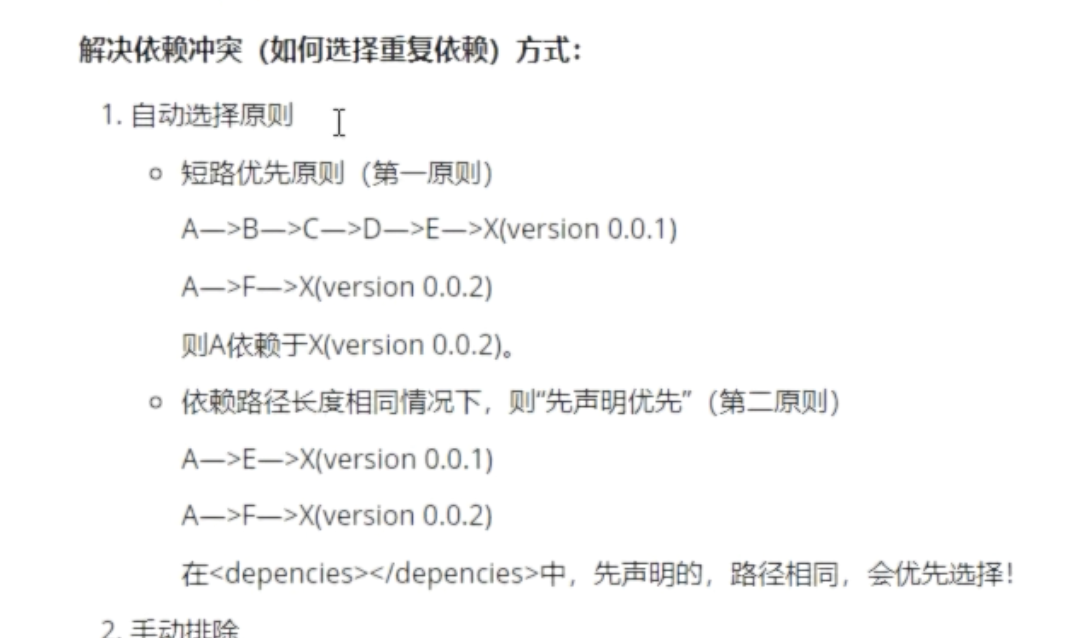 解决依赖冲突（如何选择重复依赖）方式：
1. 自动选择原则
短路优先原则（第一原则）
A—>B—>C—>D—>E—>X(version 0.0.1)
A—>F—>X(version 0.0.2)
则A依赖于X(version 0.0.2)。
依赖路径长度相同情况下，则“先声明优先”（第二原则）
A—>E—>X(version 0.0.1)
A—>F—>X(version 0.0.2)
在<depencies></depencies>中，先声明的，路径相同，会优先选择！
2. 手动排除